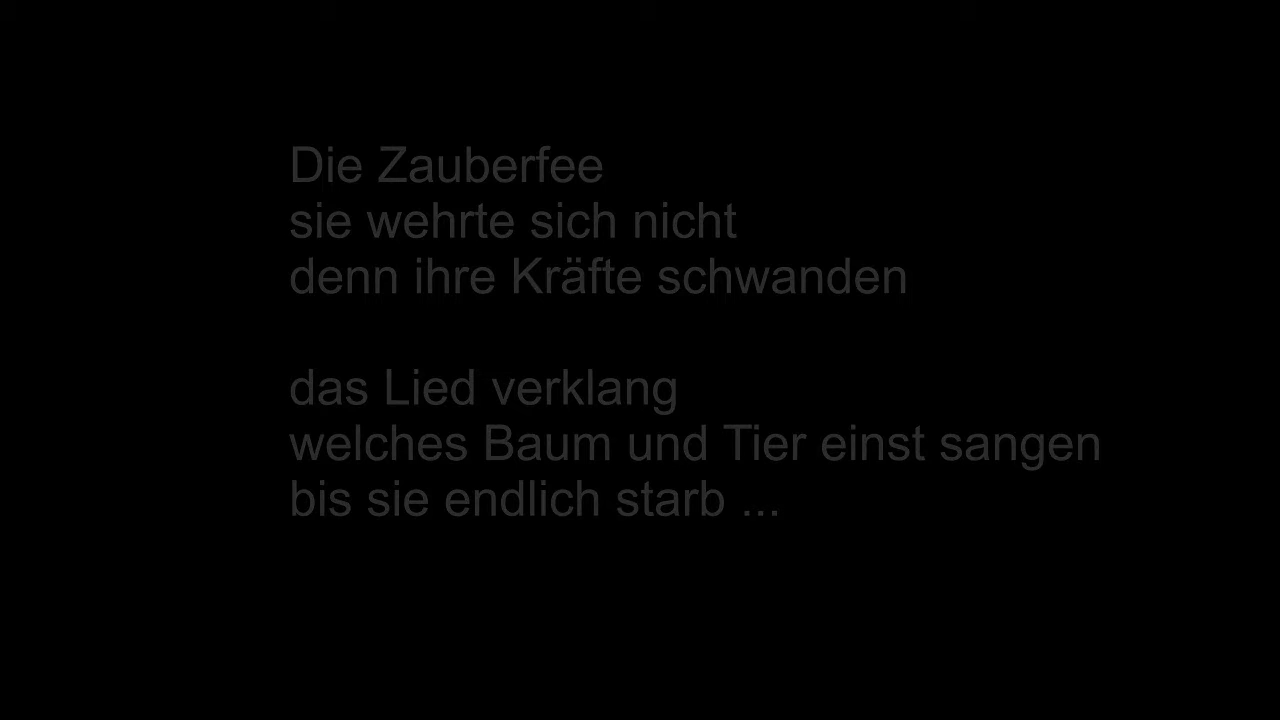 Die Zauberfee
sie wehrte sich nicht
denn ihre Kräfte schwanden
das Lied verklang
welches Baum und Tier einst sangen
bis sie endlich starb ...